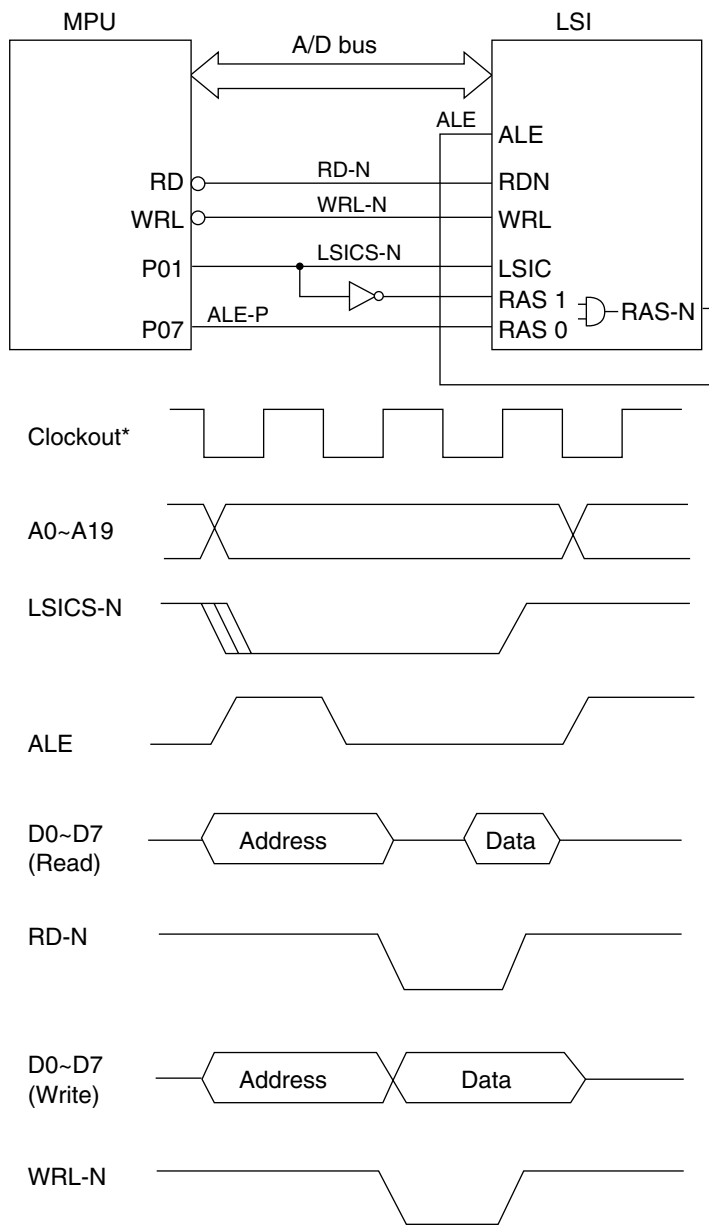 MPU
LSI
A/D bus
ALE
ALE
RD
RD-N
RDN
WRL
WRL-N
WRL
P01
LSICS-N
LSIC
RAS 1
RAS-N
P07
ALE-P
RAS 0
Clockout*
A0~A19
LSICS-N
ALE
D0~D7
(Read)
Address
Data
RD-N
D0~D7
(Write)
Address
Data
WRL-N